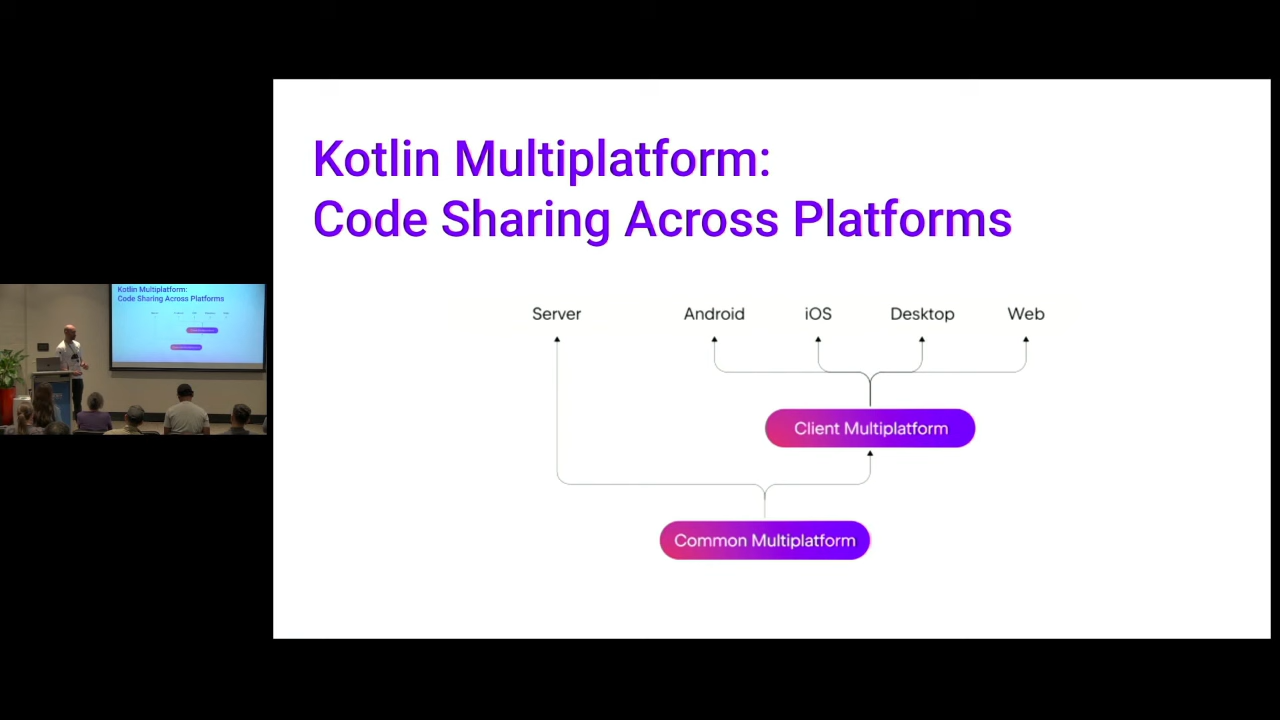 Kotlin Multiplatform:
Code Sharing Across Platforms
Server
Android
iOS
Desktop
Web
Client Multiplatform
Common Multiplatform
Kotlin Multiplatform:
Code Sharing Across Platforms